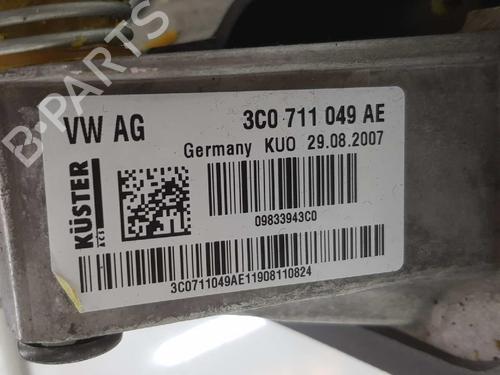 B-PARTS
VW AG 3C0 711 049 AE
Germany KUO 29.08.2007
KÜSTER
09833943C0
3C0711049AE11908110824